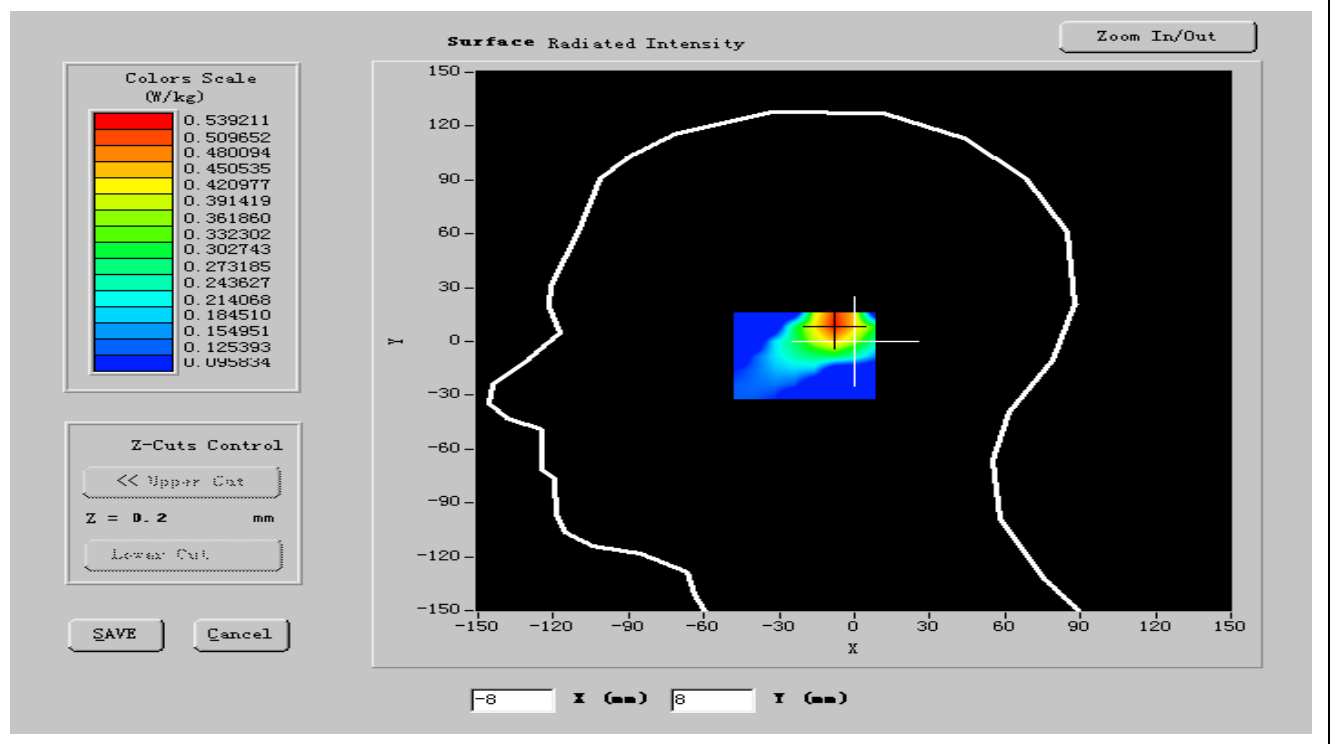 Surface Radiated Intensity
Zoom In/Out
Colors Scale
(W/kg)
0.539211
0.509652
0.480094
0.450535
0.420977
0.391419
0.361860
0.332302
0.302743
0.273185
0.243627
0.214068
0.184510
0.154951
0.125393
0.095834
Z-Cuts Control
<< Upper Cut
Z = 0.2 mm
Lower Cut
SAVE
Cancel
150
120
90
60
30
0
-30
-60
-90
-120
-150
Y
-150 -120 -90 -60 -30 0 30 60 90 120 150
X
-8 X (mm) 8 Y (mm)